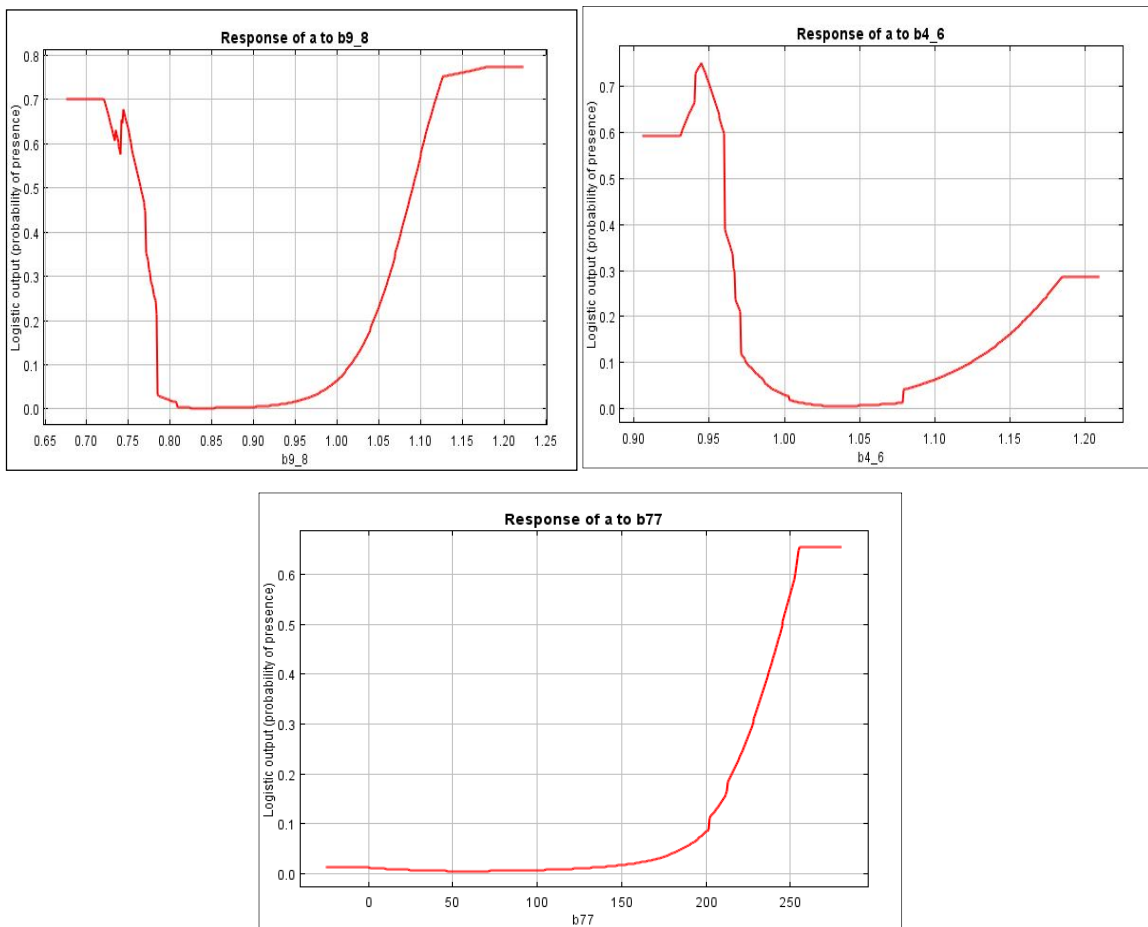 Response of a to b9_8
Logistic output (probability of presence)
0.8
0.7
0.6
0.5
0.4
0.3
0.2
0.1
0.0
0.65 0.70 0.75 0.80 0.85 0.90 0.95 1.00 1.05 1.10 1.15 1.20 1.25
b9_8
Response of a to b4_6
Logistic output (probability of presence)
0.7
0.6
0.5
0.4
0.3
0.2
0.1
0.0
0.90 0.95 1.00 1.05 1.10 1.15 1.20
b4_6
Response of a to b77
Logistic output (probability of presence)
0.6
0.5
0.4
0.3
0.2
0.1
0.0
0 50 100 150 200 250
b77